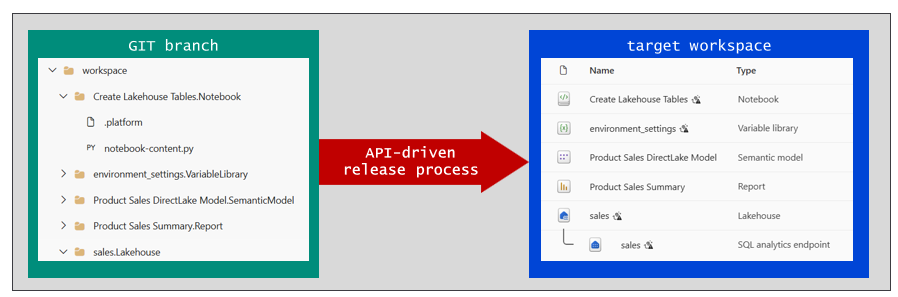 GIT branch
workspace
Create Lakehouse Tables.Notebook
.platform
PY notebook-content.py
environment_settings.VariableLibrary
Product Sales DirectLake Model.SemanticModel
Product Sales Summary.Report
sales.Lakehouse
API-driven
release process
target workspace
Name Type
Create Lakehouse Tables Notebook
environment_settings Variable library
Product Sales DirectLake Model Semantic model
Product Sales Summary Report
sales Lakehouse
sales SQL analytics endpoint